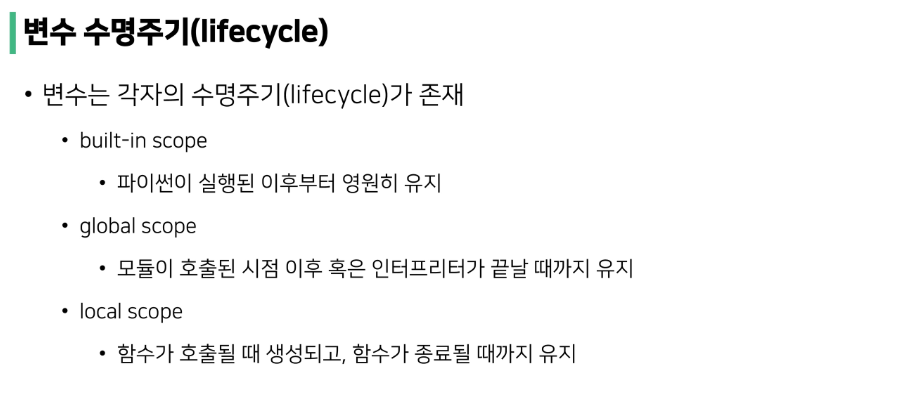 변수 수명주기(lifecycle)
• 변수는 각자의 수명주기(lifecycle)가 존재
• built-in scope
• 파이썬이 실행된 이후부터 영원히 유지
• global scope
• 모듈이 호출된 시점 이후 혹은 인터프리터가 끝날 때까지 유지
• local scope
• 함수가 호출될 때 생성되고, 함수가 종료될 때까지 유지